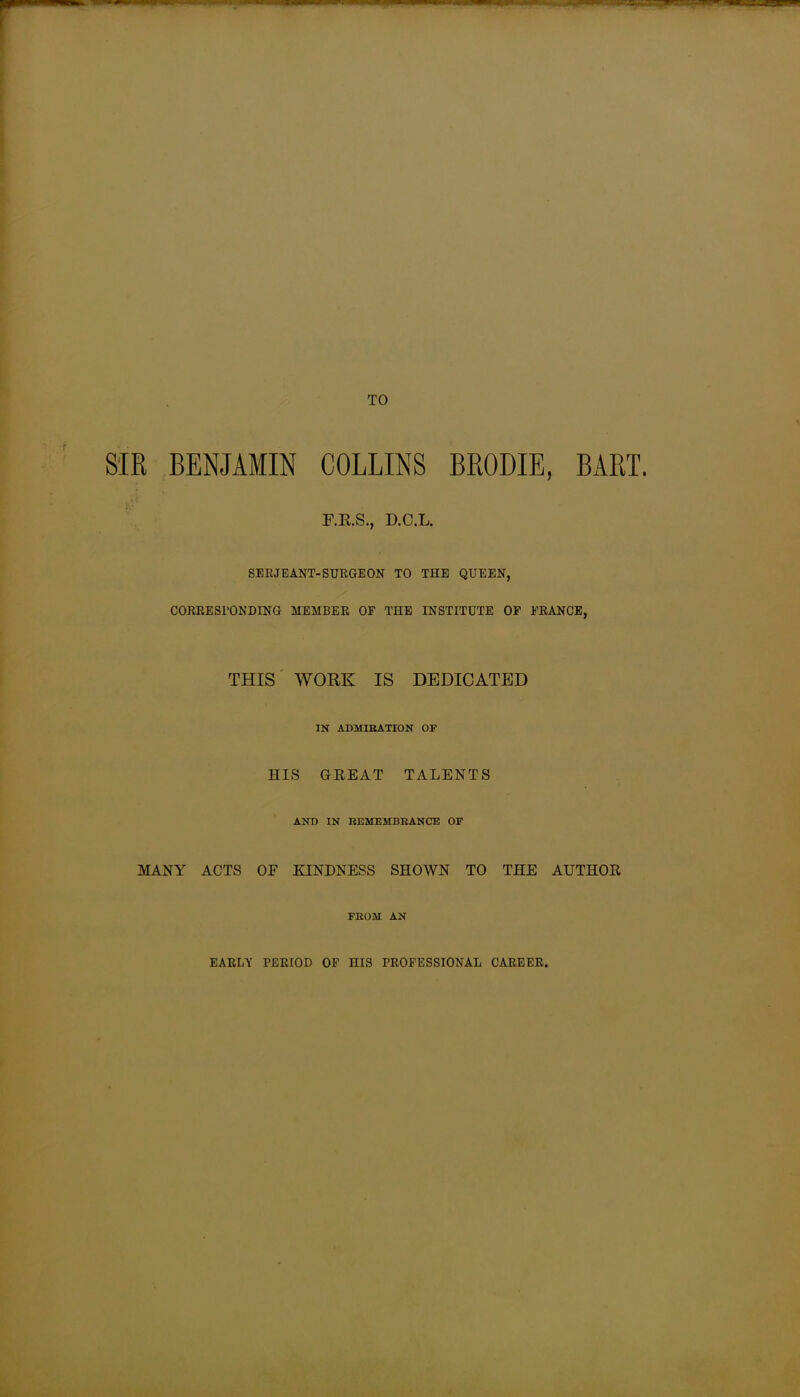 TO
SIR BENJAMIN COLLINS BRODIE, BART.
F.R.S., D.C.L.
SERJEANT-SURGEON TO THE QUEEN,
CORRESPONDING MEMBER OF THE INSTITUTE OF FRANCE,
THIS WORK IS DEDICATED
IN ADMIRATION OF
HIS GREAT TALENTS
AND IN REMEMBRANCE OF
MANY ACTS OF KINDNESS SHOWN TO THE AUTHOR
FROM AN
EARLY PERIOD OF HIS PROFESSIONAL CAREER.